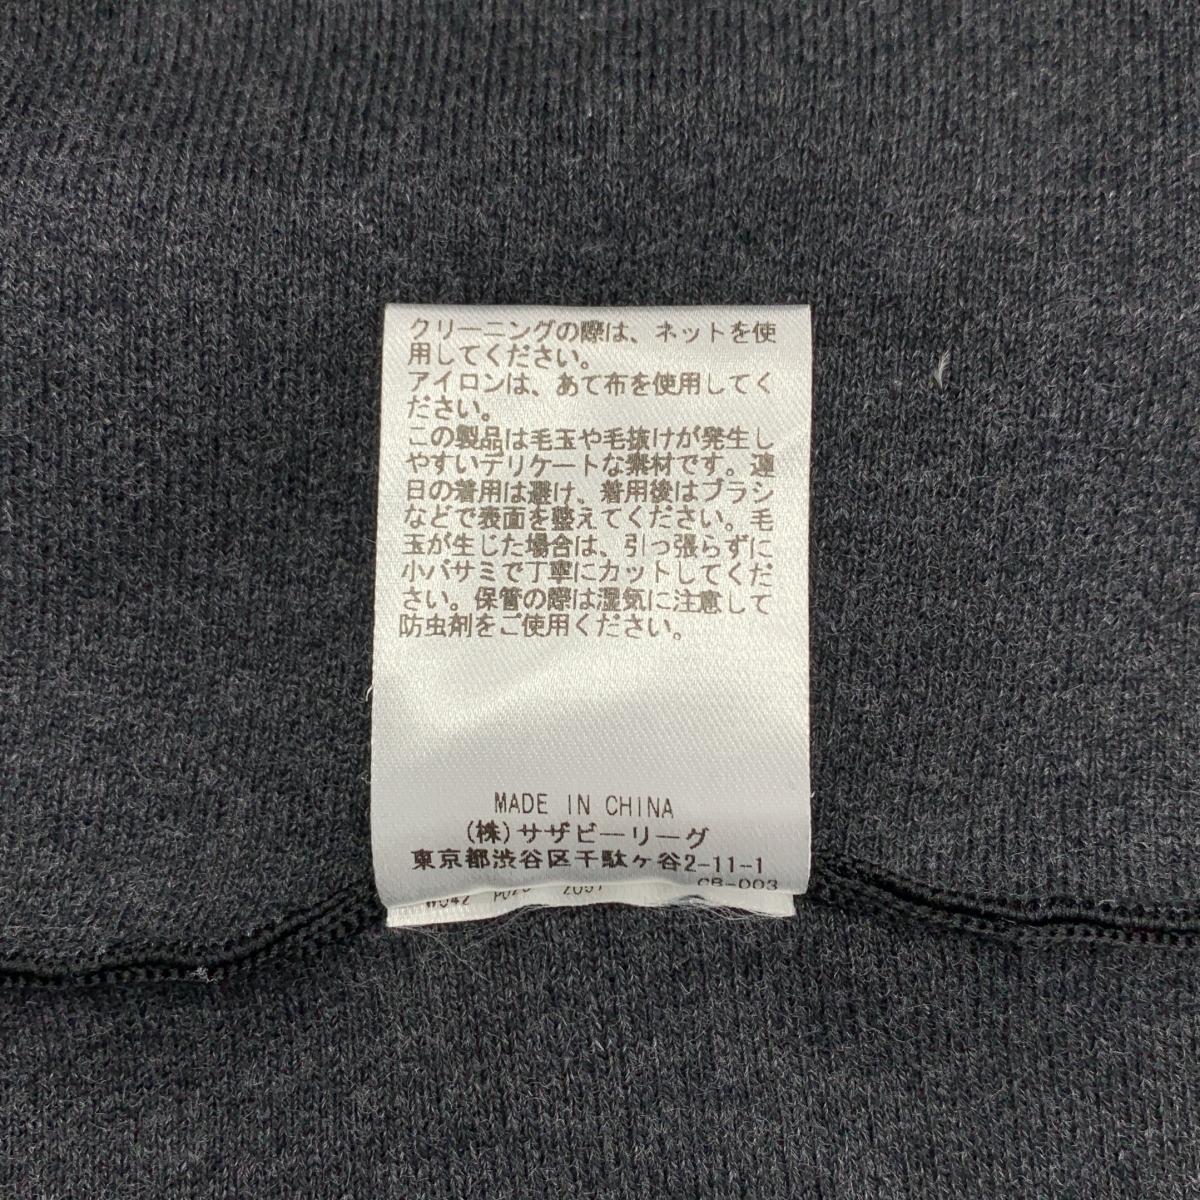 クリーニングの際は、ネットを使
用してください。
アイロンは、あて布を使用してく
ださい。
この製品は毛玉や毛抜けが発生し
やすいデリケートな素材です。連
日の着用は避け、着用後はブラシ
などで表面を整えてください。毛
玉が生じた場合は、引っ張らずに
小バサミで丁寧にカットしてくだ
さい。保管の際は湿気に注意して
防虫剤をご使用ください。
MADE IN CHINA
(株)サザビーリーグ
東京都渋谷区千駄ヶ谷2-11-1
CB-003
W042